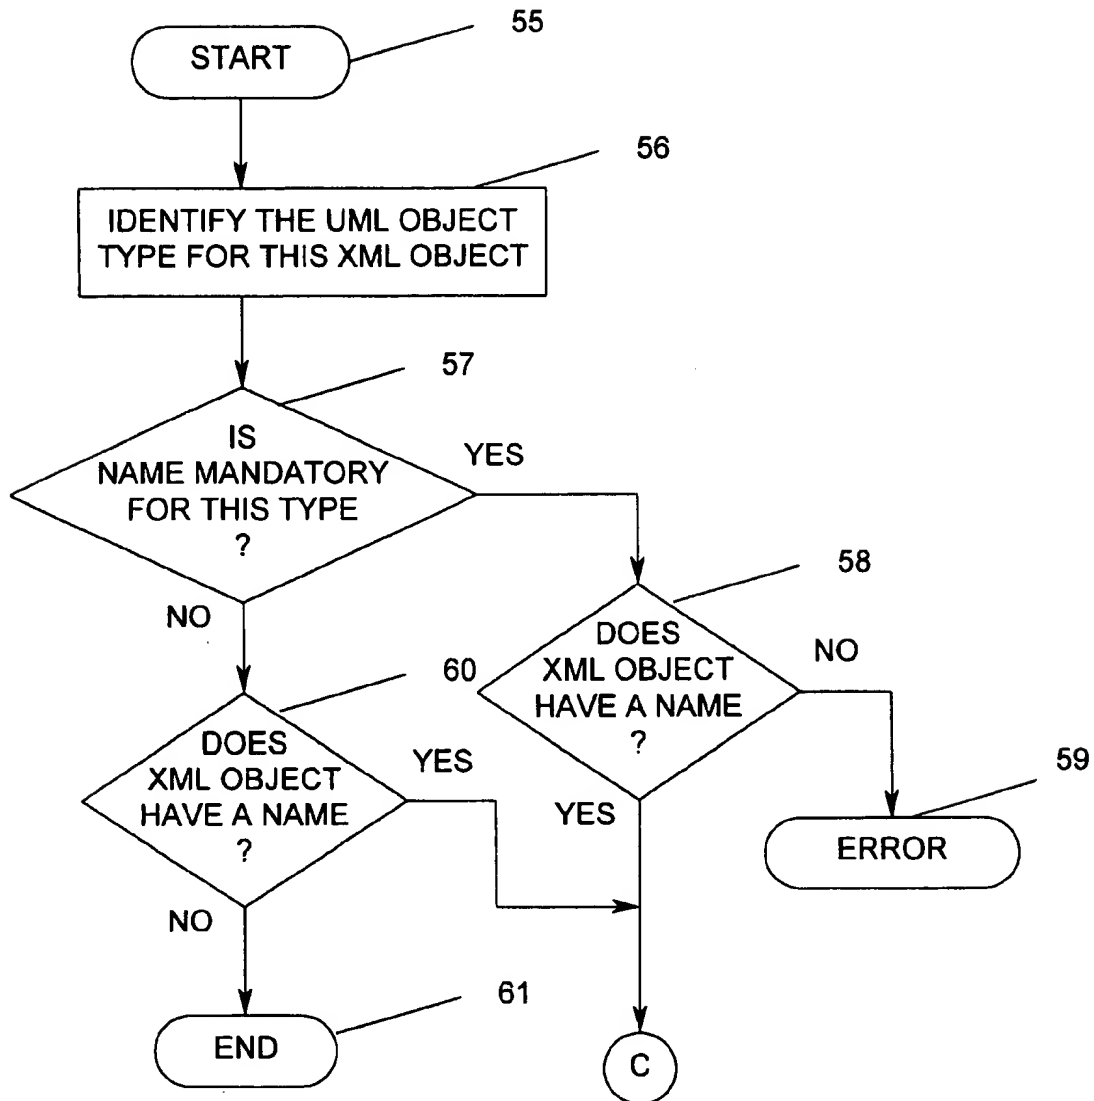 55
START
56
IDENTIFY THE UML OBJECT
TYPE FOR THIS XML OBJECT
57
IS
NAME MANDATORY
FOR THIS TYPE
?
YES
NO
58
DOES
XML OBJECT
HAVE A NAME
?
NO
YES
59
ERROR
60
DOES
XML OBJECT
HAVE A NAME
?
YES
NO
61
END
C